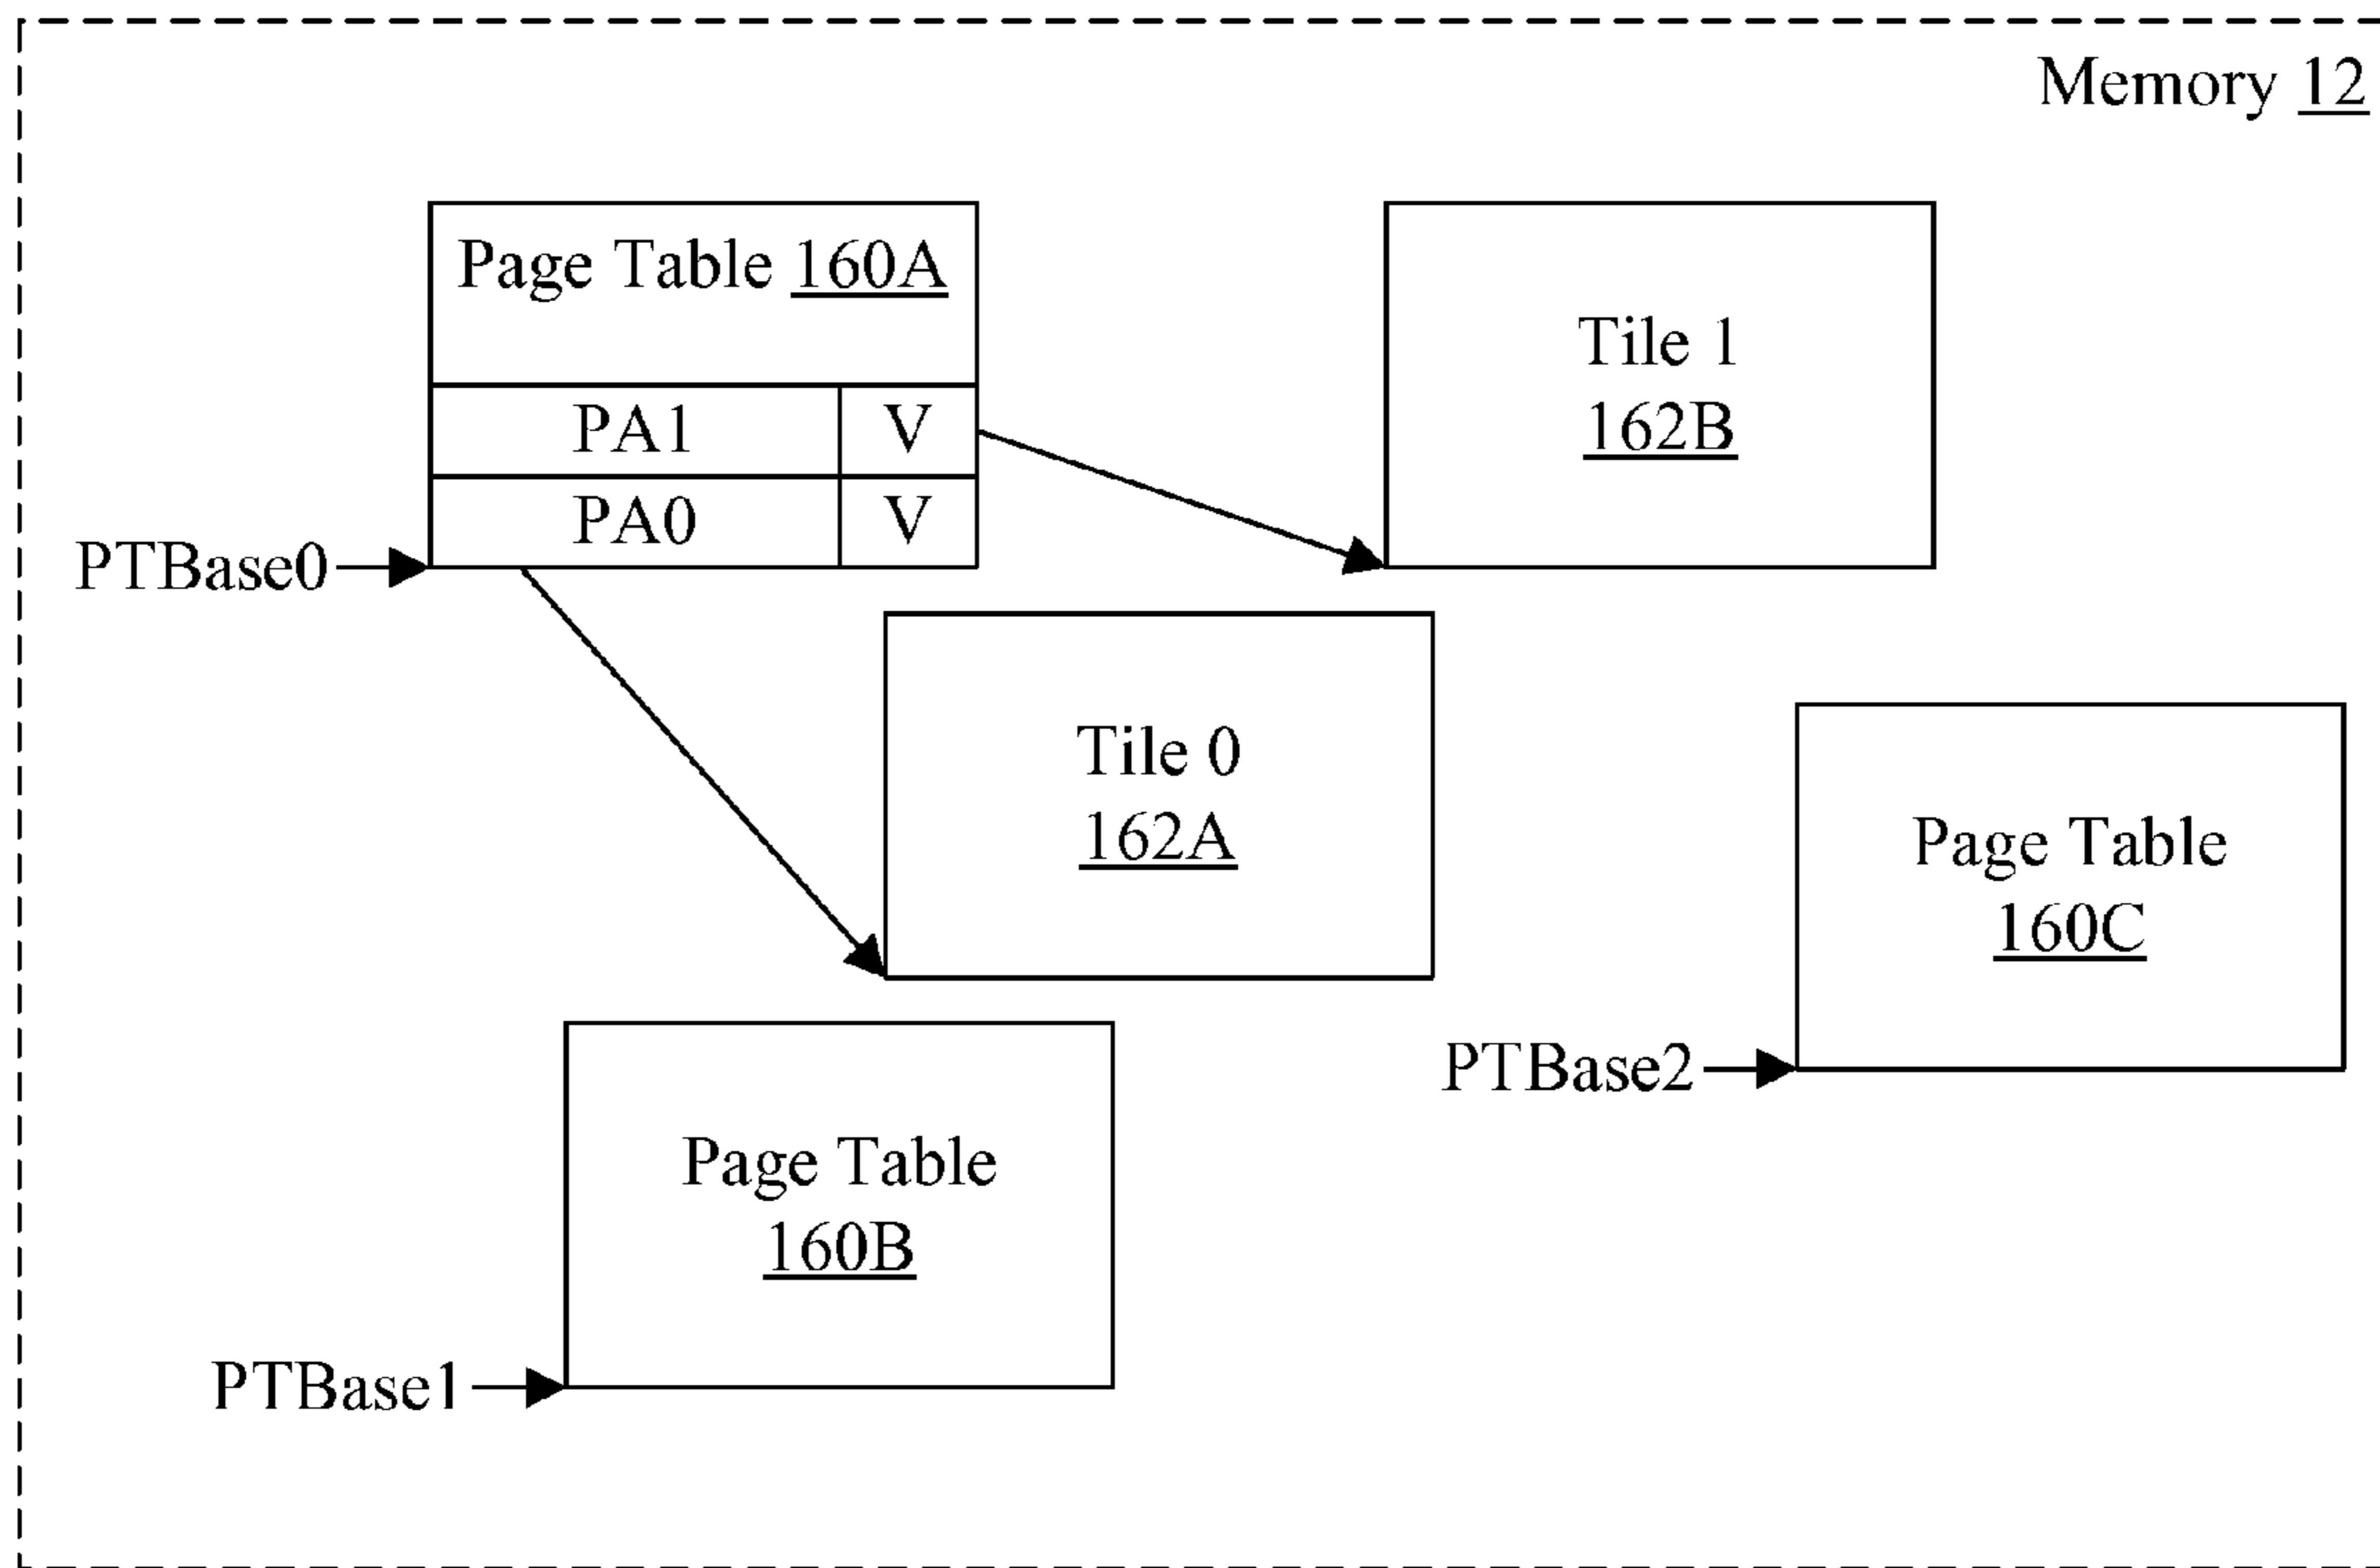 Memory 12
Page Table 160A
PA1 V
PA0 V
PTBase0
Tile 1
162B
Tile 0
162A
Page Table
160C
PTBase2
Page Table
160B
PTBase1